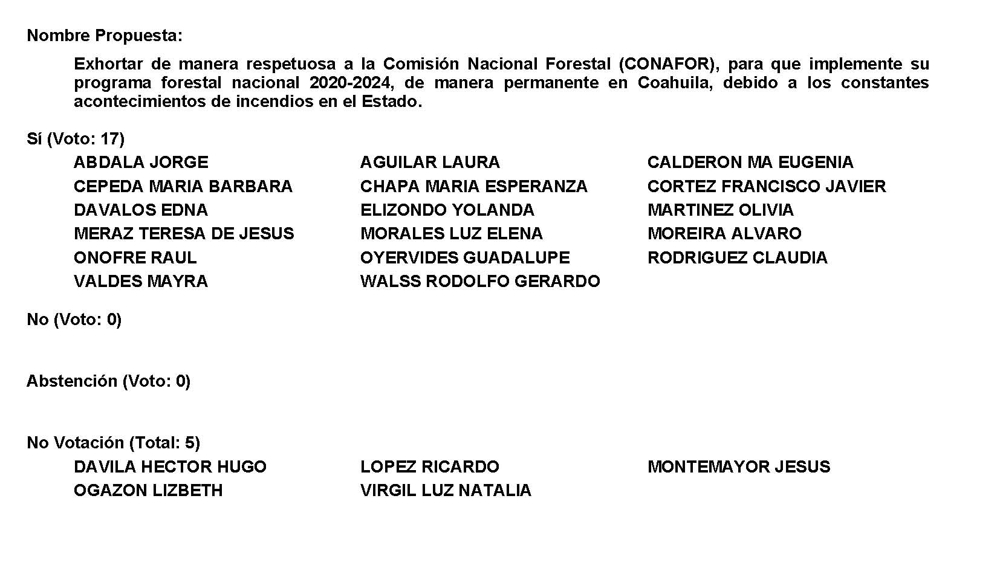 Nombre Propuesta:
Exhortar de manera respetuosa a la Comisión Nacional Forestal (CONAFOR), para que implemente su
programa forestal nacional 2020-2024, de manera permanente en Coahuila, debido a los constantes
acontecimientos de incendios en el Estado.
Sí (Voto: 17)
ABDALA JORGE AGUILAR LAURA CALDERON MA EUGENIA
CEPEDA MARIA BARBARA CHAPA MARIA ESPERANZA CORTEZ FRANCISCO JAVIER
DAVALOS EDNA ELIZONDO YOLANDA MARTINEZ OLIVIA
MERAZ TERESA DE JESUS MORALES LUZ ELENA MOREIRA ALVARO
ONOFRE RAUL OYERVIDES GUADALUPE RODRIGUEZ CLAUDIA
VALDES MAYRA WALSS RODOLFO GERARDO
No (Voto: 0)
Abstención (Voto: 0)
No Votación (Total: 5)
DAVILA HECTOR HUGO LOPEZ RICARDO MONTEMAYOR JESUS
OGAZON LIZBETH VIRGIL LUZ NATALIA